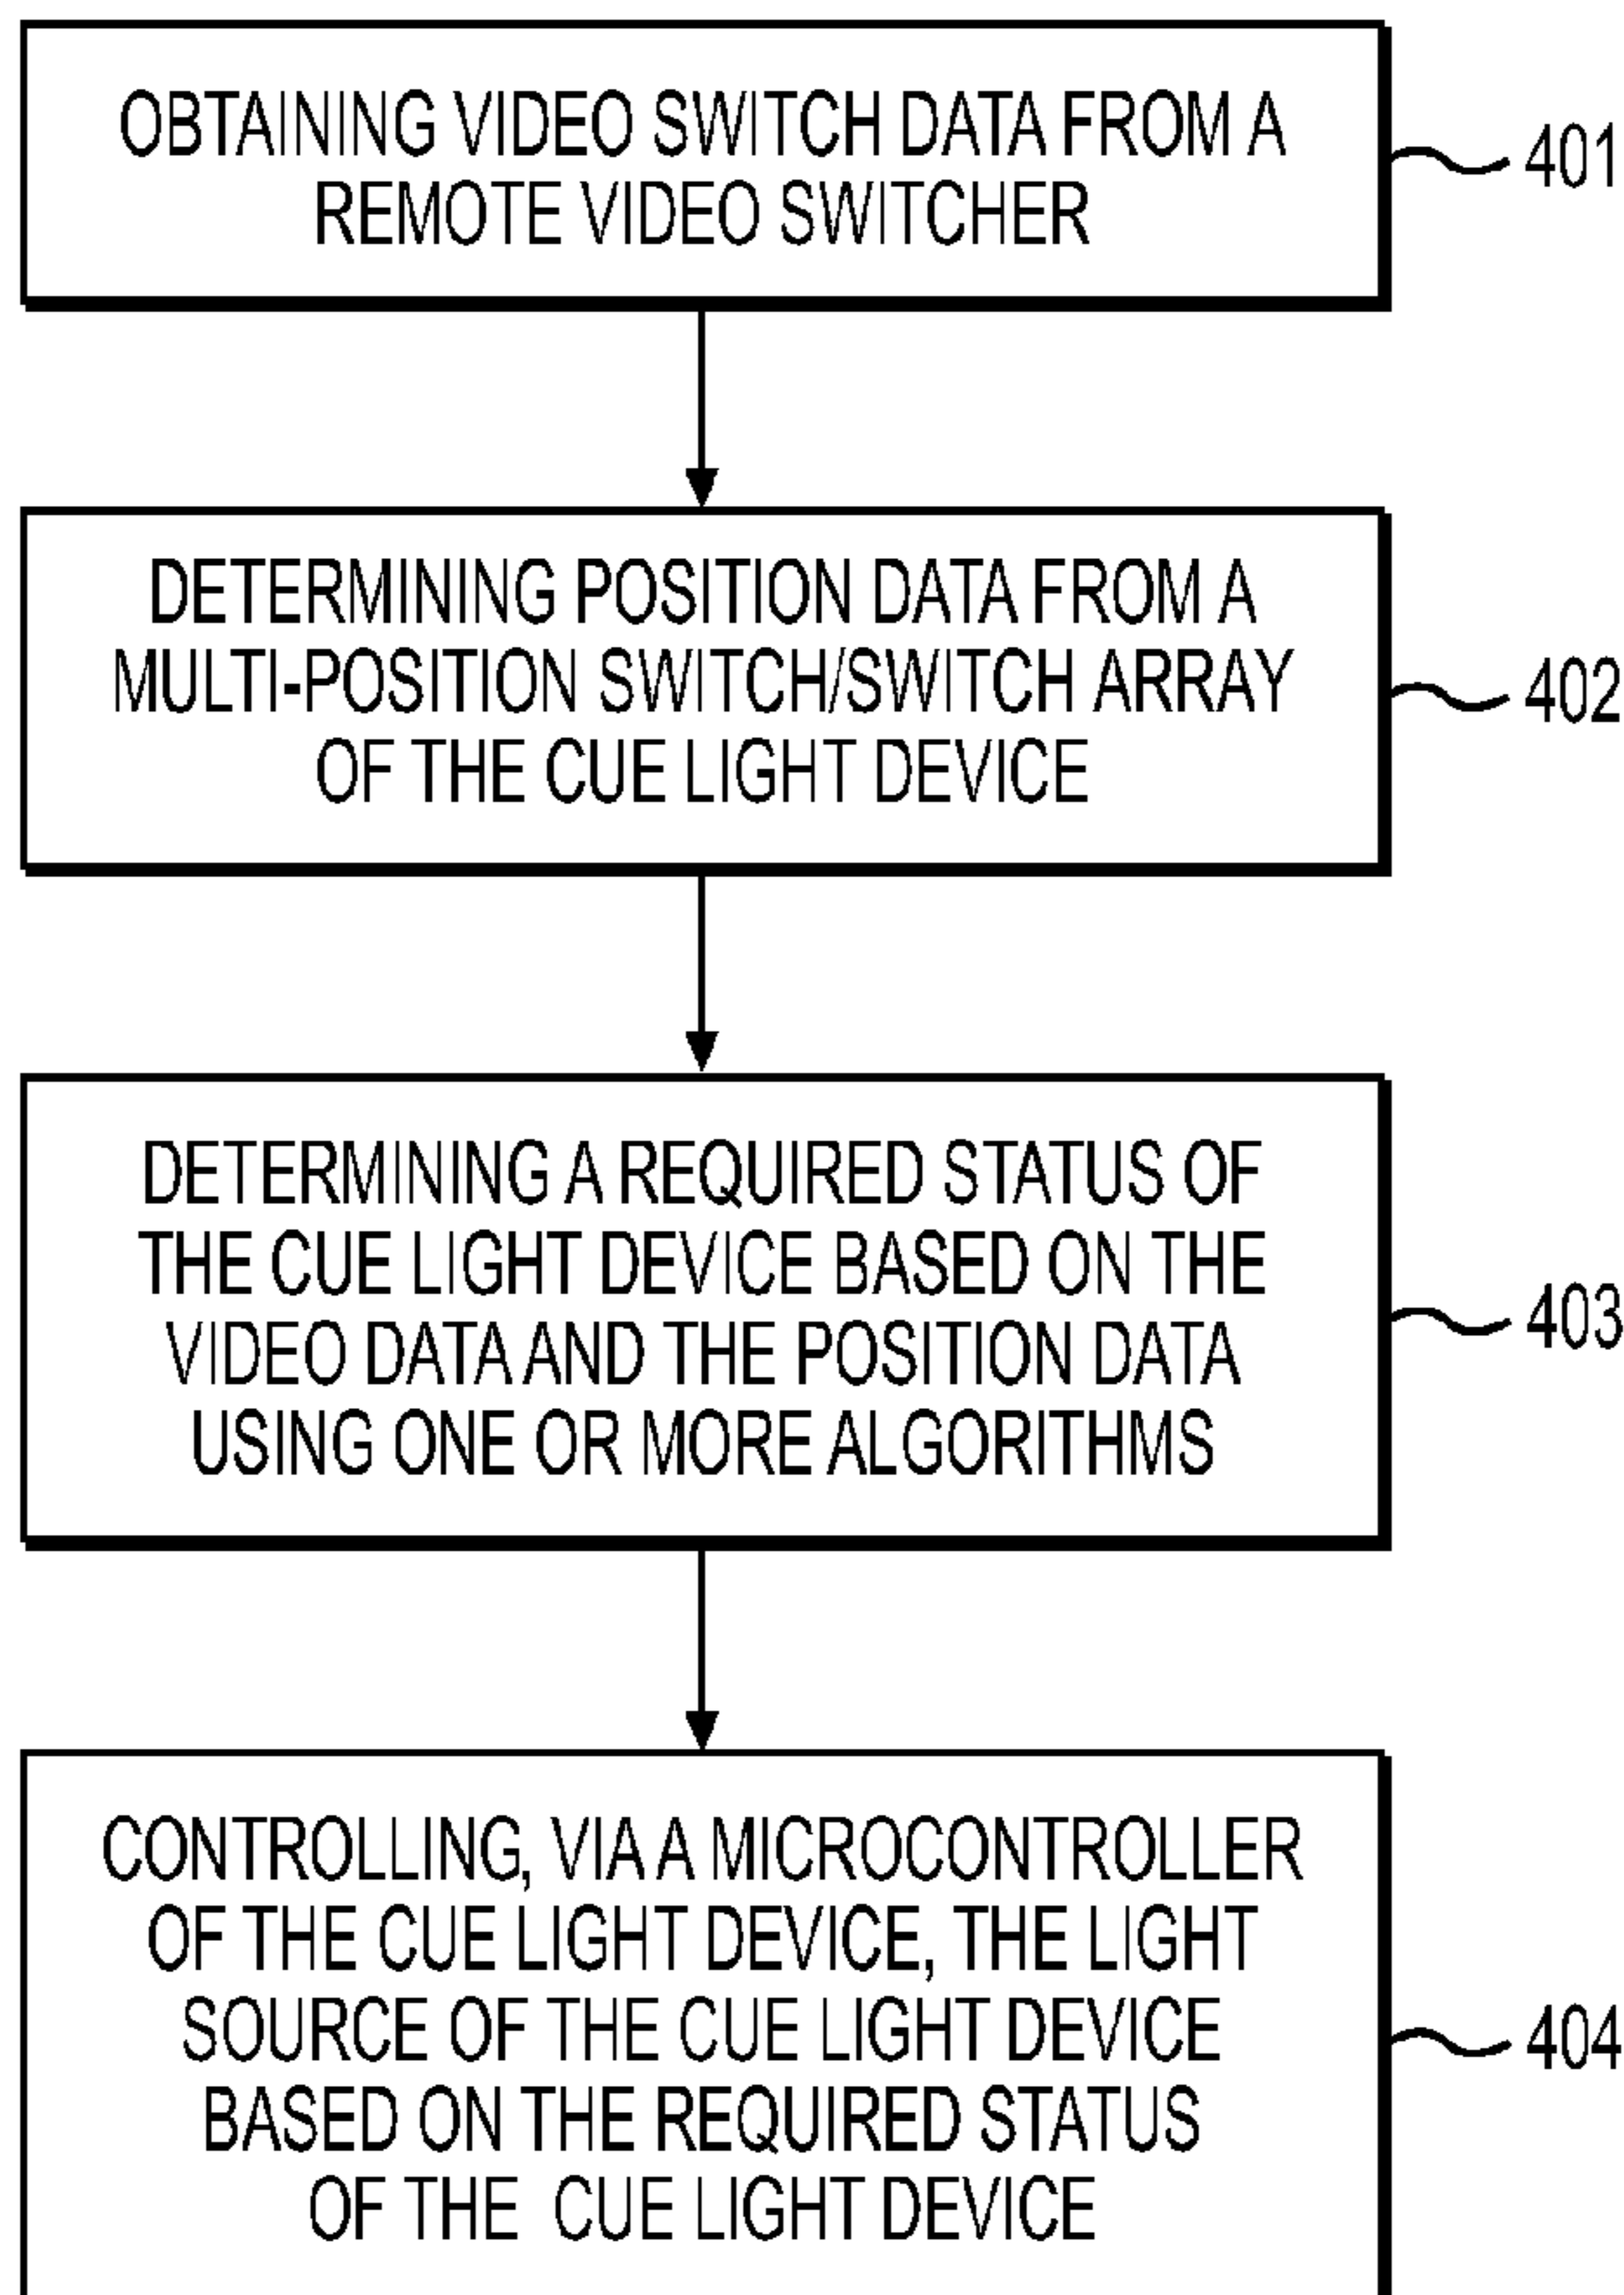 OBTAINING VIDEO SWITCH DATA FROM A
REMOTE VIDEO SWITCHER
401
DETERMINING POSITION DATA FROM A
MULTI-POSITION SWITCH/SWITCH ARRAY
OF THE CUE LIGHT DEVICE
402
DETERMINING A REQUIRED STATUS OF
THE CUE LIGHT DEVICE BASED ON THE
VIDEO DATA AND THE POSITION DATA
USING ONE OR MORE ALGORITHMS
403
CONTROLLING, VIA A MICROCONTROLLER
OF THE CUE LIGHT DEVICE, THE LIGHT
SOURCE OF THE CUE LIGHT DEVICE
BASED ON THE REQUIRED STATUS
OF THE CUE LIGHT DEVICE
404